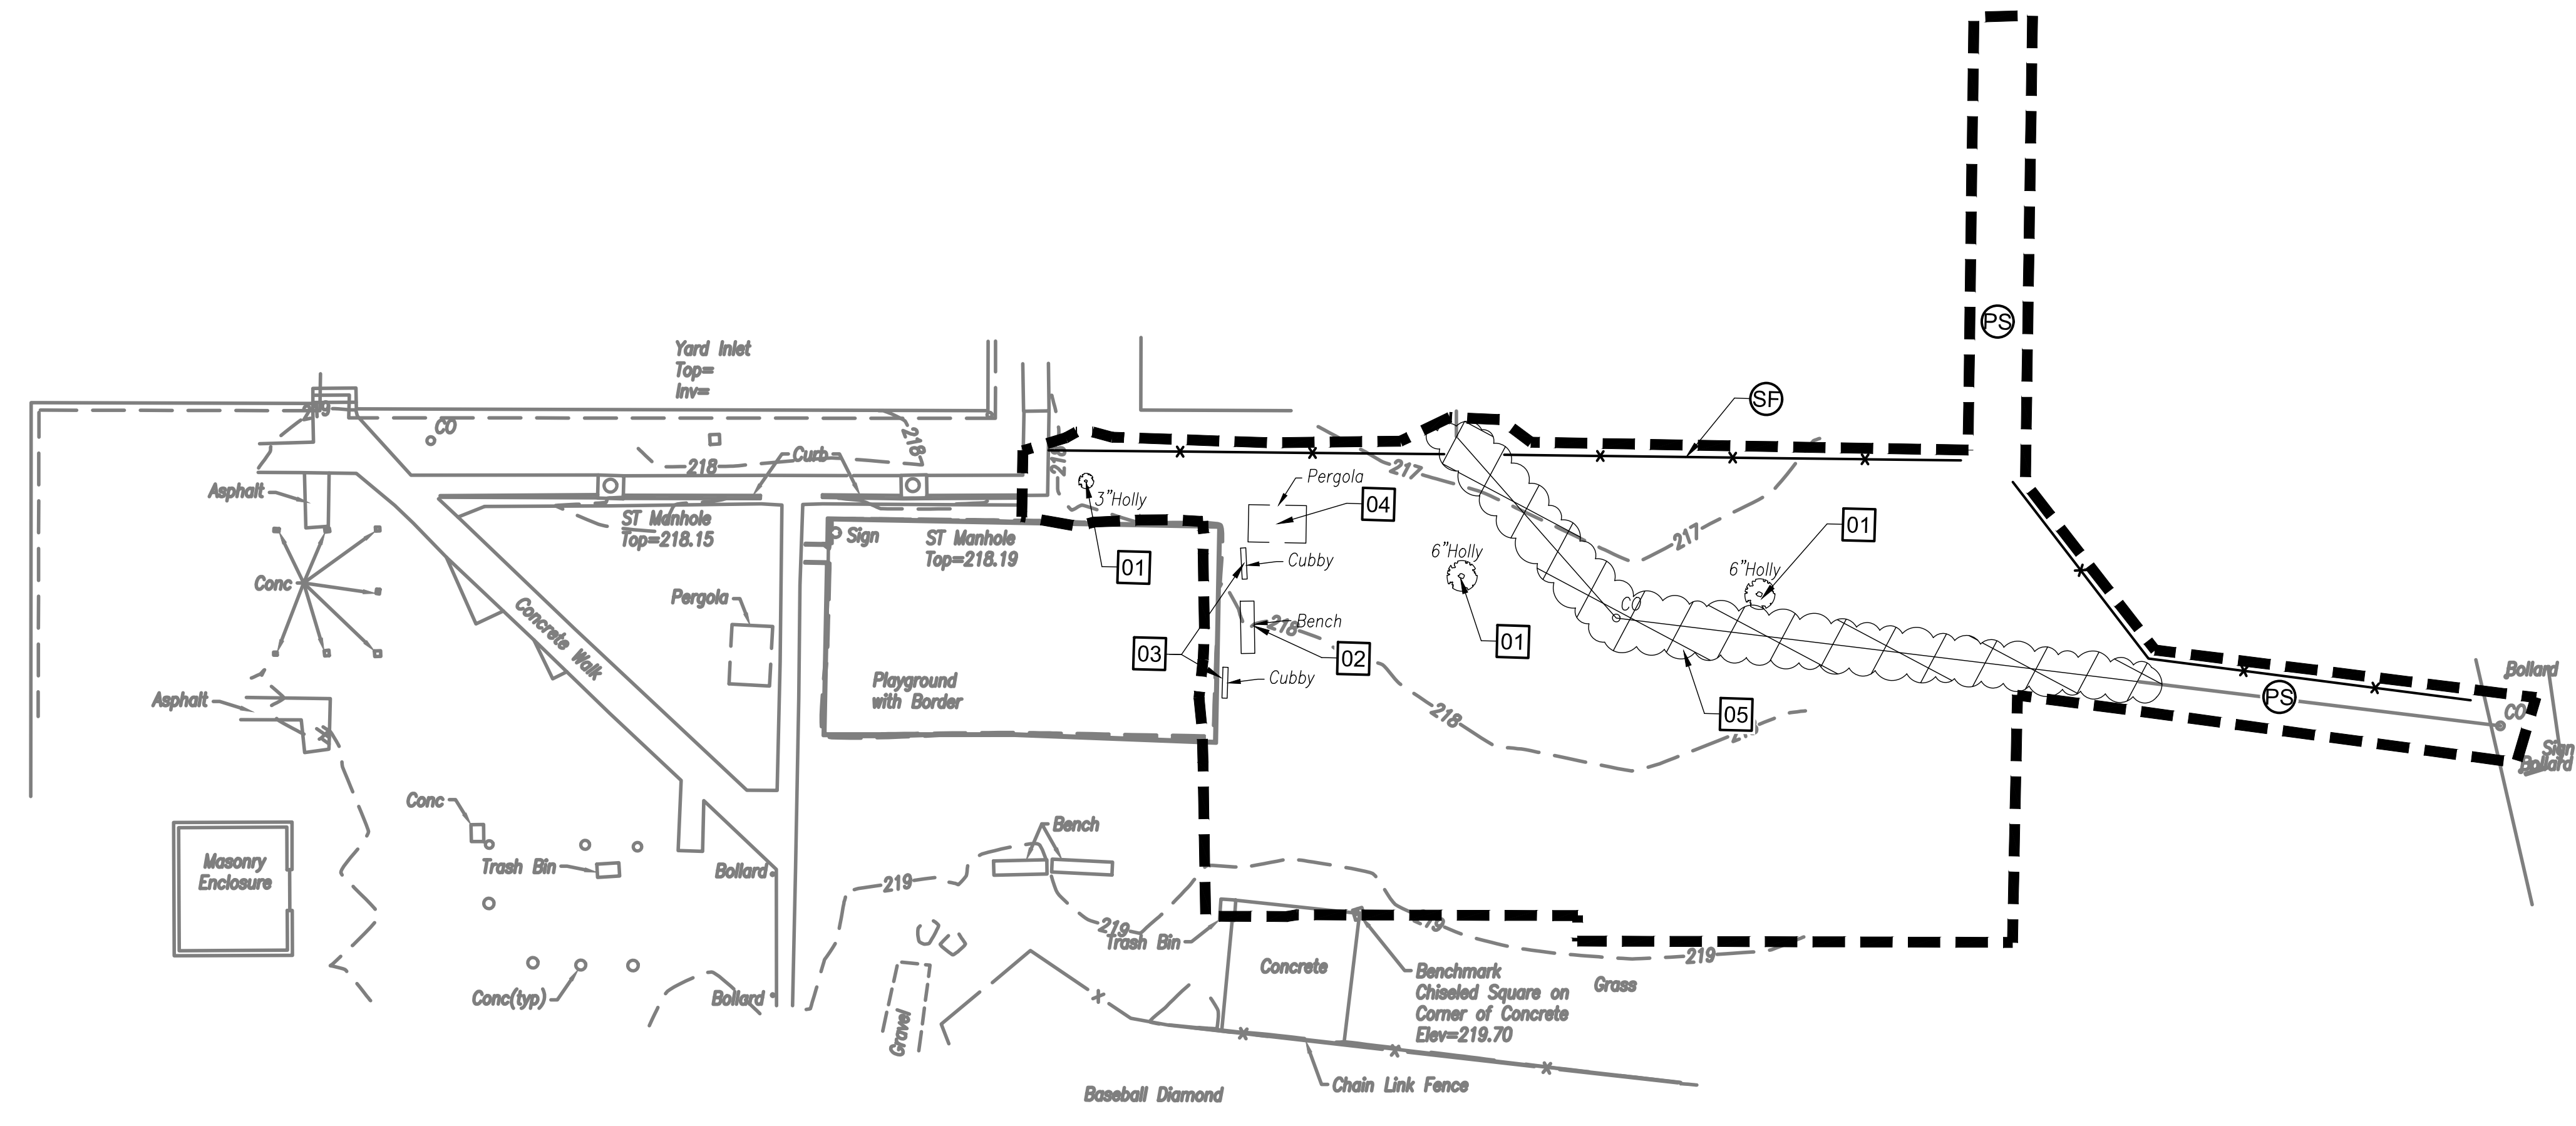 PS
Yard Inlet
Top=
Inv=
SF
219
CO
218
218
Curb
218
217
Pergola
04
Asphalt
3"Holly
ST Manhole
Top=218.15
Sign
ST Manhole
Top=218.19
01
217
01
6"Holly
Cubby
6"Holly
Conc
Pergola
Concrete Walk
CO
218
Bench
01
03
02
Cubby
Playground
with Border
Asphalt
218
05
PS
Bollard
CO
Sign
Bollard
Conc
Bench
Masonry
Enclosure
Trash Bin
Bollard
219
219
Trash Bin
219
219
Concrete
Benchmark
Chiseled Square on
Corner of Concrete
Elev=219.70
Grass
Conc(typ)
Bollard
Gravel
Chain Link Fence
Baseball Diamond